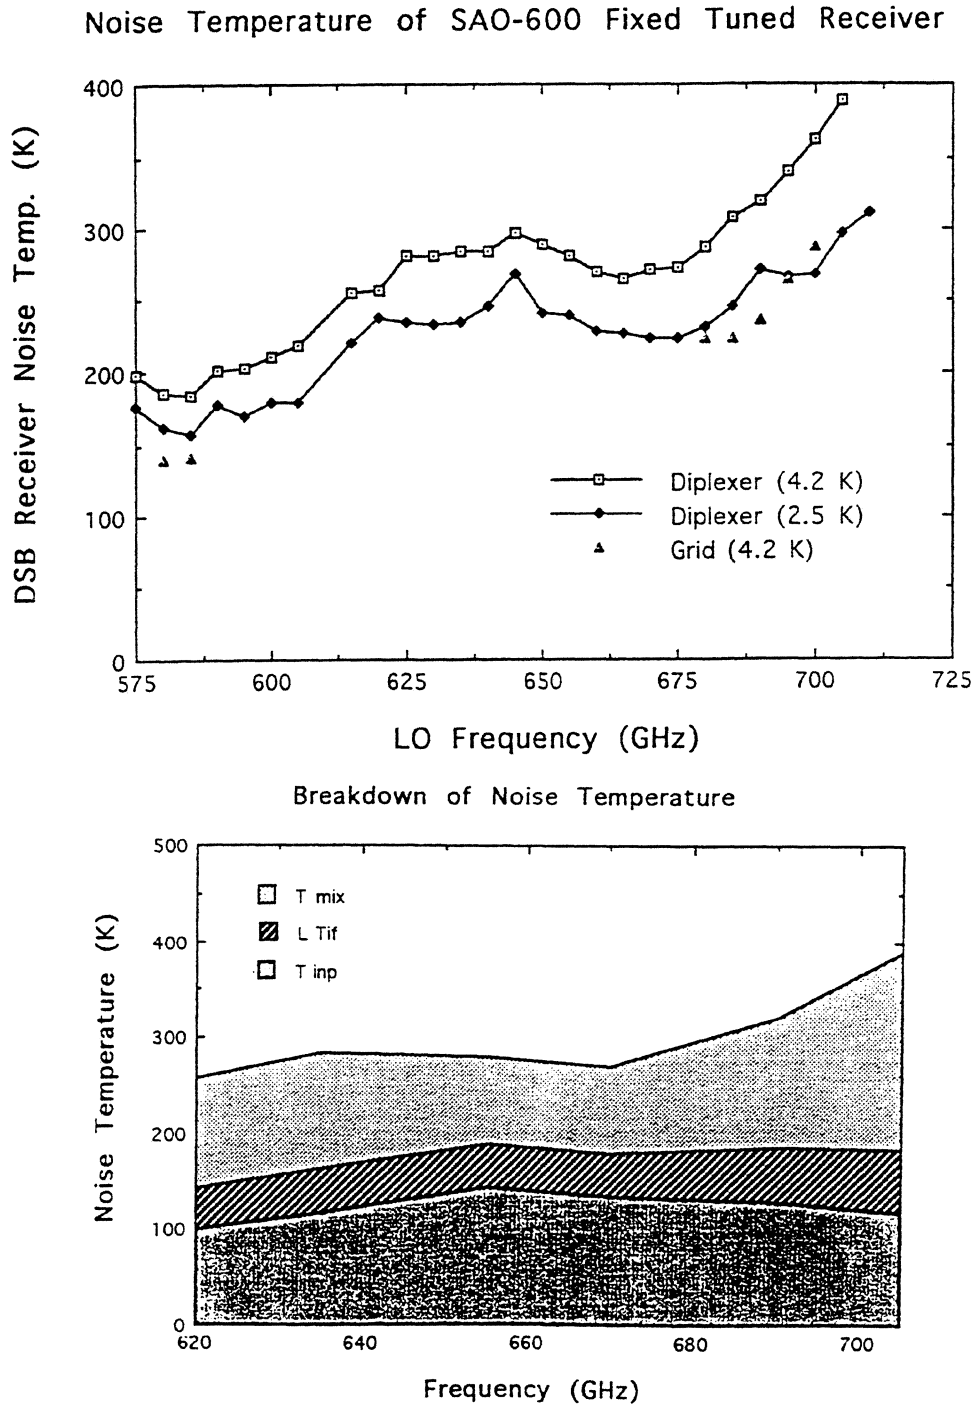 Noise Temperature of SAO-600 Fixed Tuned Receiver
DSB Receiver Noise Temp. (K)
400
300
200
100
0
Diplexer (4.2 K)
Diplexer (2.5 K)
Grid (4.2 K)
575 600 625 650 675 700 725
LO Frequency (GHz)
Breakdown of Noise Temperature
Noise Temperature (K)
500
400
300
200
100
0
T mix
L Tif
T inp
620 640 660 680 700
Frequency (GHz)